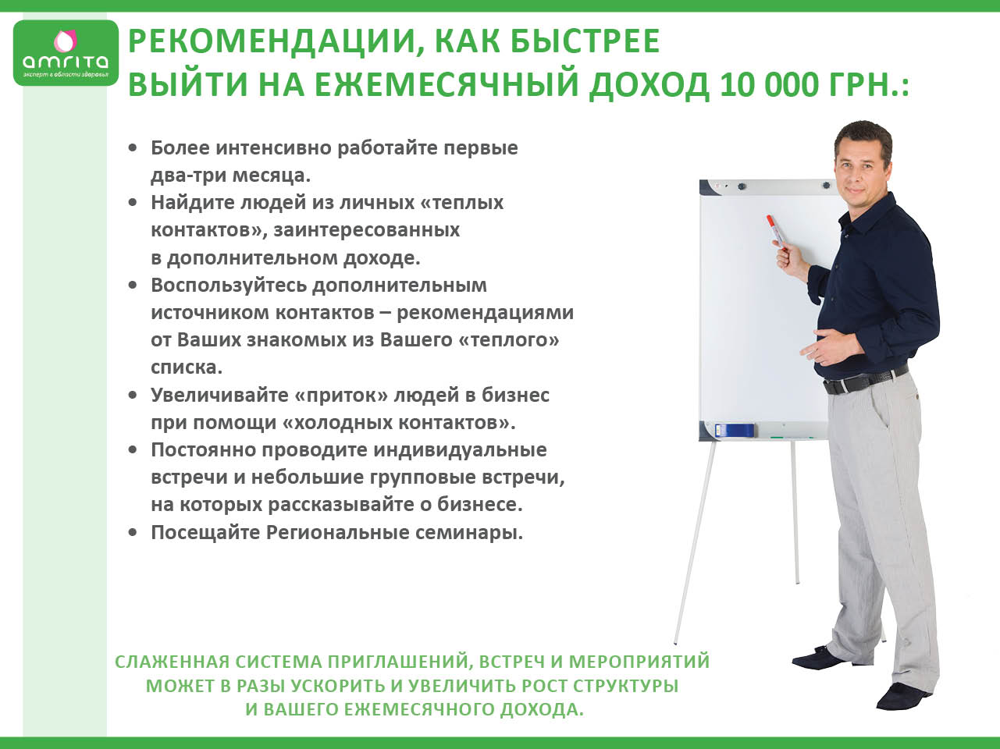 amrita
эксперт в области здоровья
РЕКОМЕНДАЦИИ, КАК БЫСТРЕЕ
ВЫЙТИ НА ЕЖЕМЕСЯЧНЫЙ ДОХОД 10 000 ГРН.:
• Более интенсивно работайте первые
два-три месяца.
• Найдите людей из личных «теплых
контактов», заинтересованных
в дополнительном доходе.
• Воспользуйтесь дополнительным
источником контактов – рекомендациями
от Ваших знакомых из Вашего «теплого»
списка.
• Увеличивайте «приток» людей в бизнес
при помощи «холодных контактов».
• Постоянно проводите индивидуальные
встречи и небольшие групповые встречи,
на которых рассказывайте о бизнесе.
• Посещайте Региональные семинары.
СЛАЖЕННАЯ СИСТЕМА ПРИГЛАШЕНИЙ, ВСТРЕЧ И МЕРОПРИЯТИЙ
МОЖЕТ В РАЗЫ УСКОРИТЬ И УВЕЛИЧИТЬ РОСТ СТРУКТУРЫ
И ВАШЕГО ЕЖЕМЕСЯЧНОГО ДОХОДА.